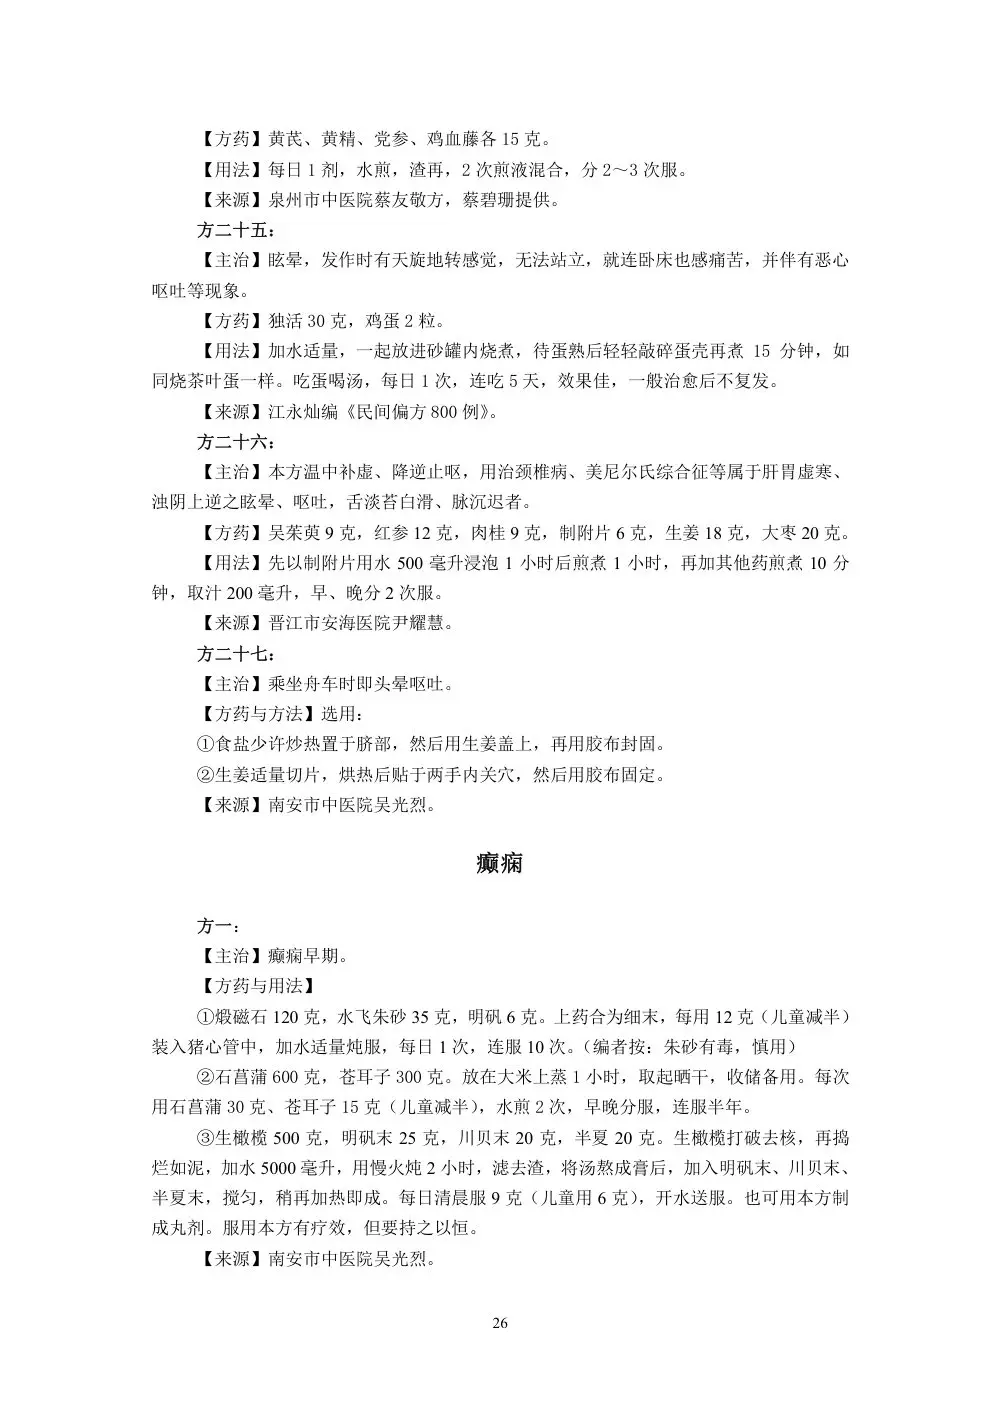 【方药】黄芪、黄精、党参、鸡血藤各 15 克。
【用法】每日 1 剂，水煎，渣再，2 次煎液混合，分 2～3 次服。
【来源】泉州市中医院蔡友敬方，蔡碧珊提供。
方二十五：
【主治】眩晕，发作时有天旋地转感觉，无法站立，就连卧床也感痛苦，并伴有恶心
呕吐等现象。
【方药】独活 30 克，鸡蛋 2 粒。
【用法】加水适量，一起放进砂罐内烧煮，待蛋熟后轻轻敲碎蛋壳再煮 15 分钟，如
同烧茶叶蛋一样。吃蛋喝汤，每日 1 次，连吃 5 天，效果佳，一般治愈后不复发。
【来源】江永灿编《民间偏方 800 例》。
方二十六：
【主治】本方温中补虚、降逆止呕，用治颈椎病、美尼尔氏综合征等属于肝胃虚寒、
浊阴上逆之眩晕、呕吐，舌淡苔白滑、脉沉迟者。
【方药】吴茱萸 9 克，红参 12 克，肉桂 9 克，制附片 6 克，生姜 18 克，大枣 20 克。
【用法】先以制附片用水 500 毫升浸泡 1 小时后煎煮 1 小时，再加其他药煎煮 10 分
钟，取汁 200 毫升，早、晚分 2 次服。
【来源】晋江市安海医院尹耀慧。
方二十七：
【主治】乘坐舟车时即头晕呕吐。
【方药与方法】选用：
①食盐少许炒热置于脐部，然后用生姜盖上，再用胶布封固。
②生姜适量切片，烘热后贴于两手内关穴，然后用胶布固定。
【来源】南安市中医院吴光烈。
癫痫
方一：
【主治】癫痫早期。
【方药与用法】
①煅磁石 120 克，水飞朱砂 35 克，明矾 6 克。上药合为细末，每用 12 克（儿童减半）
装入猪心管中，加水适量炖服，每日 1 次，连服 10 次。（编者按：朱砂有毒，慎用）
②石菖蒲 600 克，苍耳子 300 克。放在大米上蒸 1 小时，取起晒干，收储备用。每次
用石菖蒲 30 克、苍耳子 15 克（儿童减半），水煎 2 次，早晚分服，连服半年。
③生橄榄 500 克，明矾末 25 克，川贝末 20 克，半夏 20 克。生橄榄打破去核，再捣
烂如泥，加水 5000 毫升，用慢火炖 2 小时，滤去渣，将汤熬成膏后，加入明矾末、川贝末、
半夏末，搅匀，稍再加热即成。每日清晨服 9 克（儿童用 6 克），开水送服。也可用本方制
成丸剂。服用本方有疗效，但要持之以恒。
【来源】南安市中医院吴光烈。
26